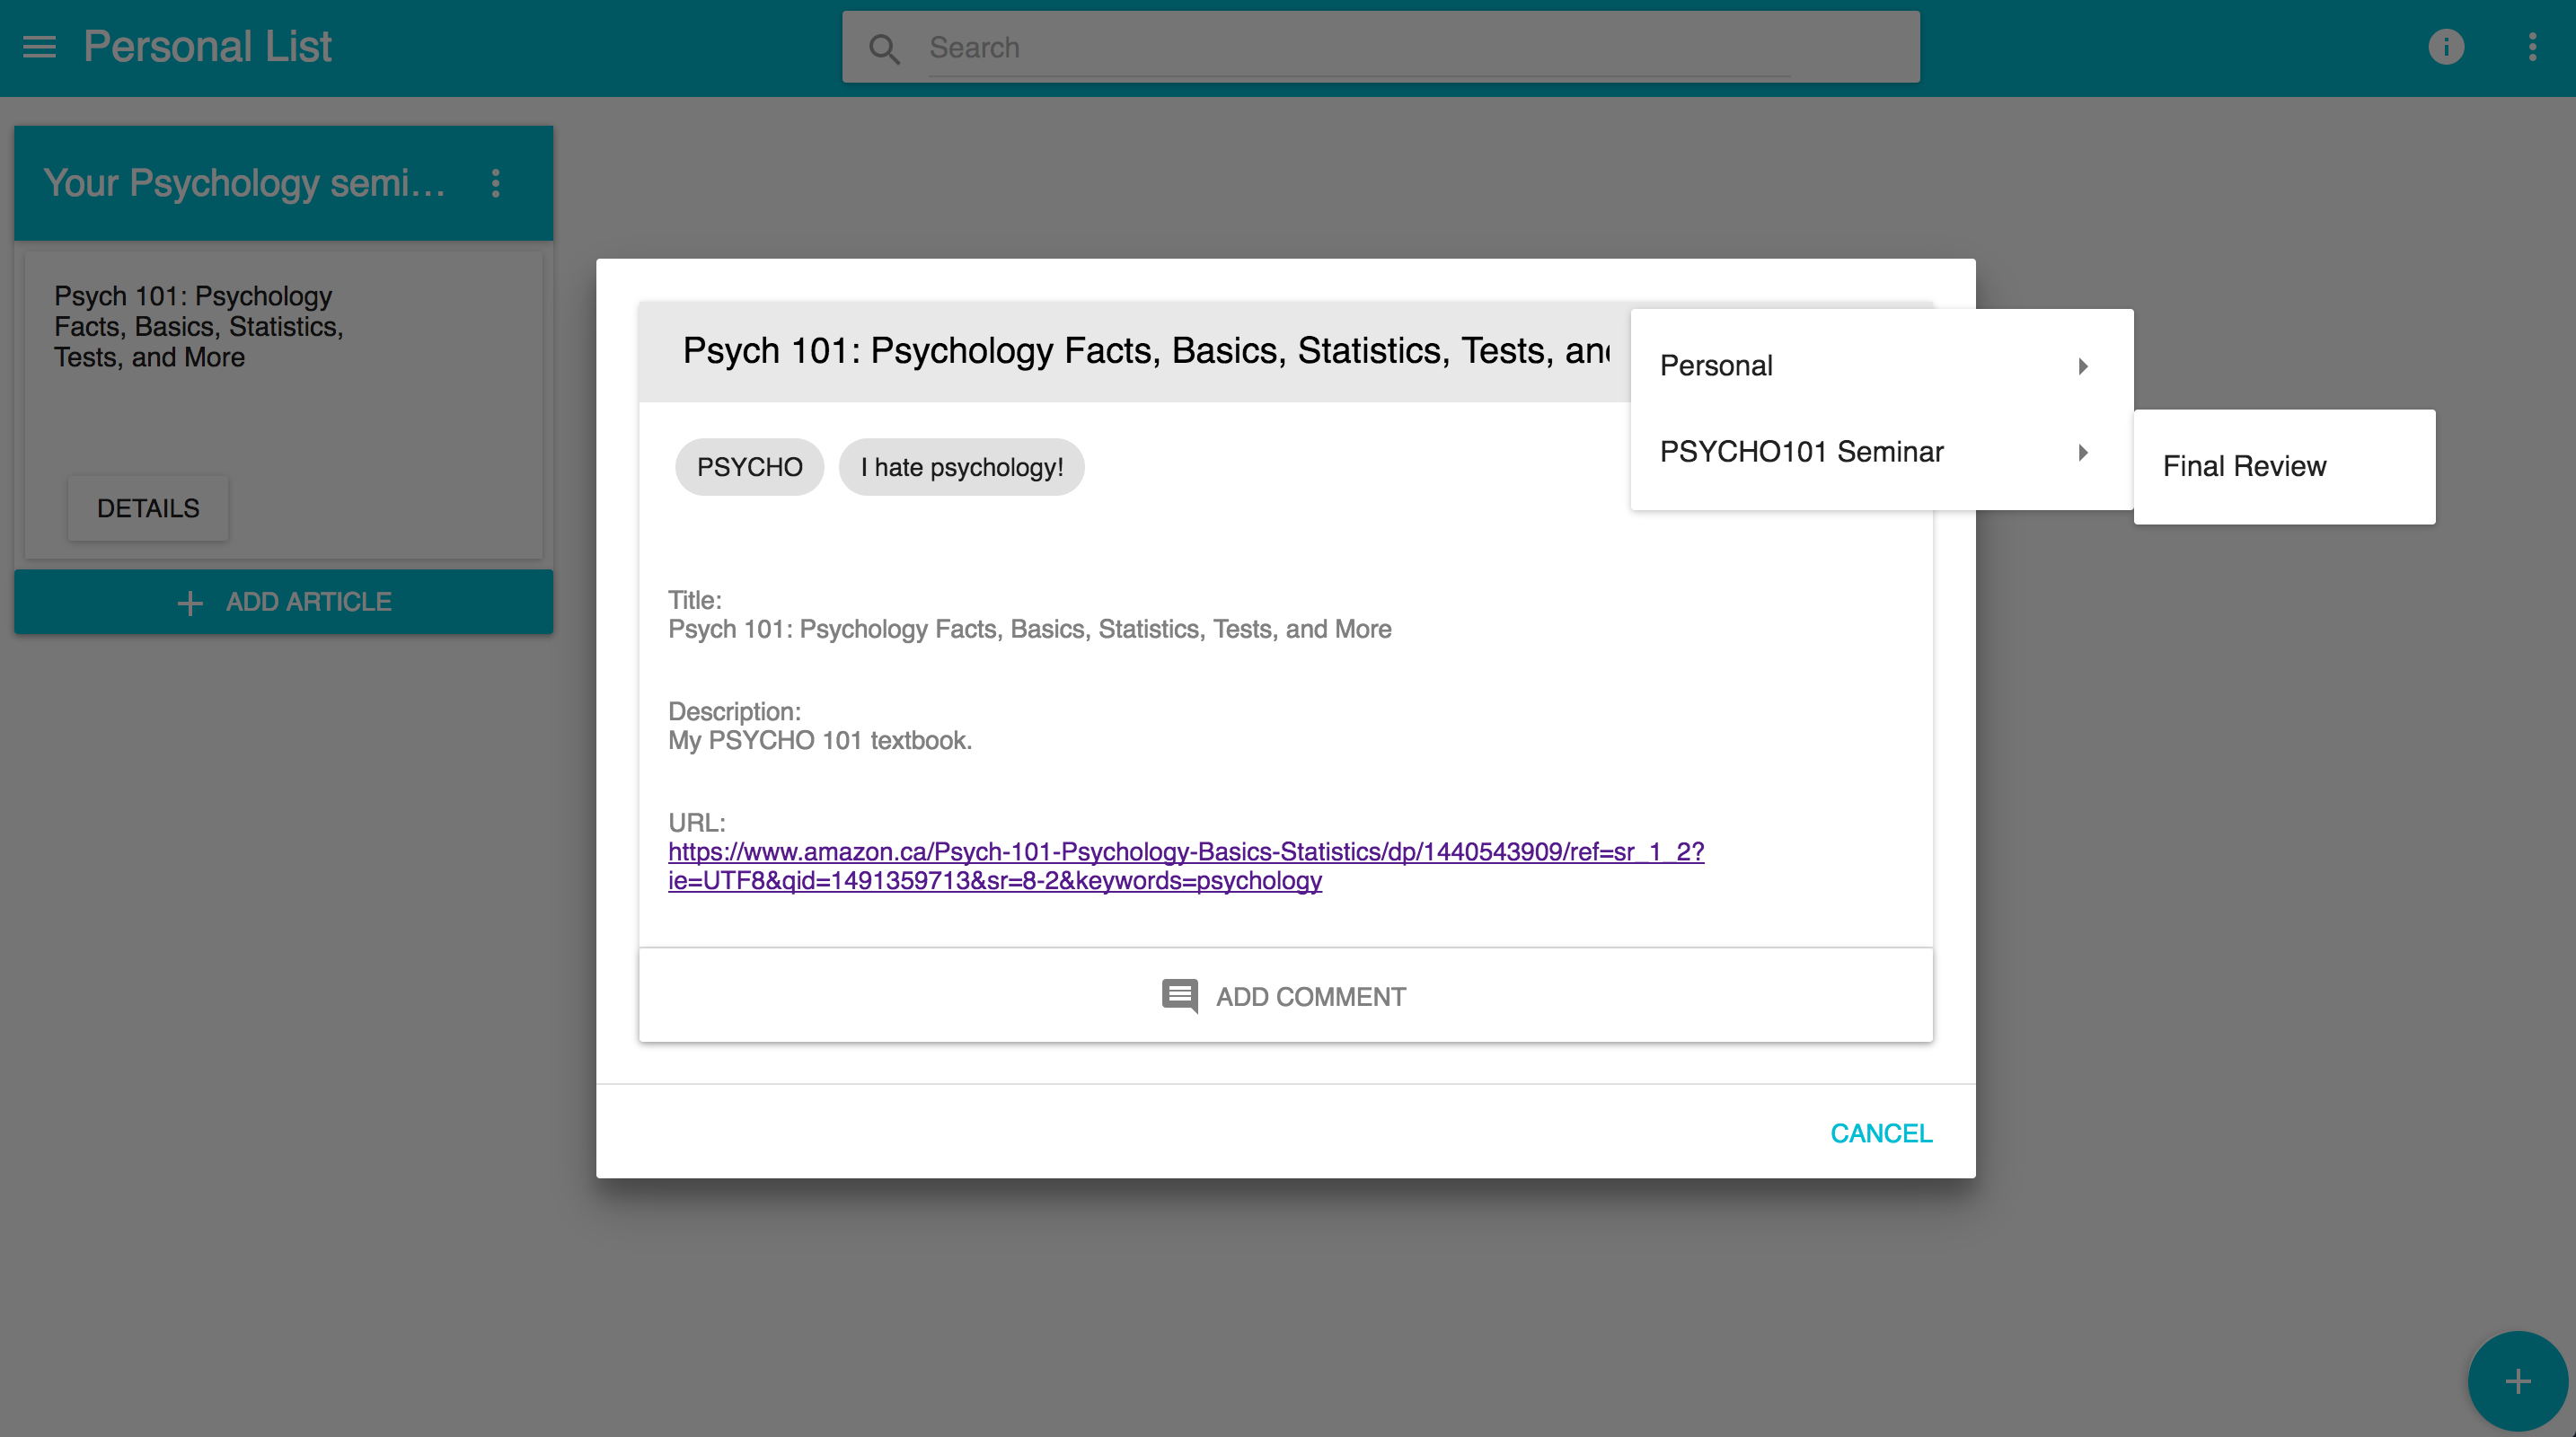 Personal List
Search
Your Psychology semi...
Psych 101: Psychology
Facts, Basics, Statistics,
Tests, and More
DETAILS
ADD ARTICLE
Psych 101: Psychology Facts, Basics, Statistics, Tests, an
Personal
PSYCHO101 Seminar
Final Review
PSYCHO
I hate psychology!
Title:
Psych 101: Psychology Facts, Basics, Statistics, Tests, and More
Description:
My PSYCHO 101 textbook.
URL:
https://www.amazon.ca/Psych-101-Psychology-Basics-Statistics/dp/1440543909/ref=sr_1_2?
ie=UTF8&qid=1491359713&sr=8-2&keywords=psychology
ADD COMMENT
CANCEL